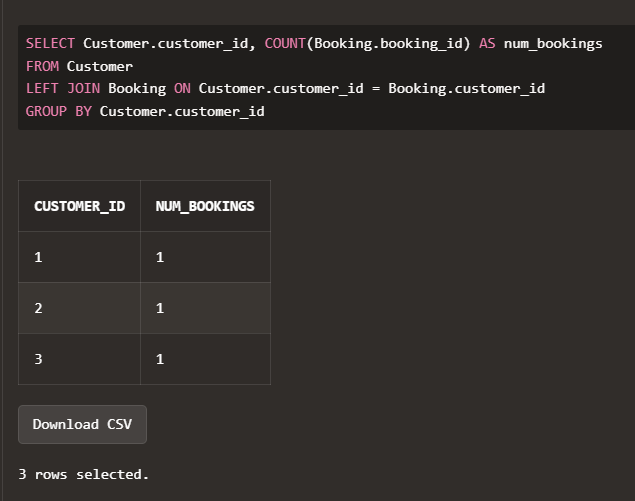 SELECT Customer.customer_id, COUNT(Booking.booking_id) AS num_bookings
FROM Customer
LEFT JOIN Booking ON Customer.customer_id = Booking.customer_id
GROUP BY Customer.customer_id
CUSTOMER_ID NUM_BOOKINGS
1 1
2 1
3 1
Download CSV
3 rows selected.